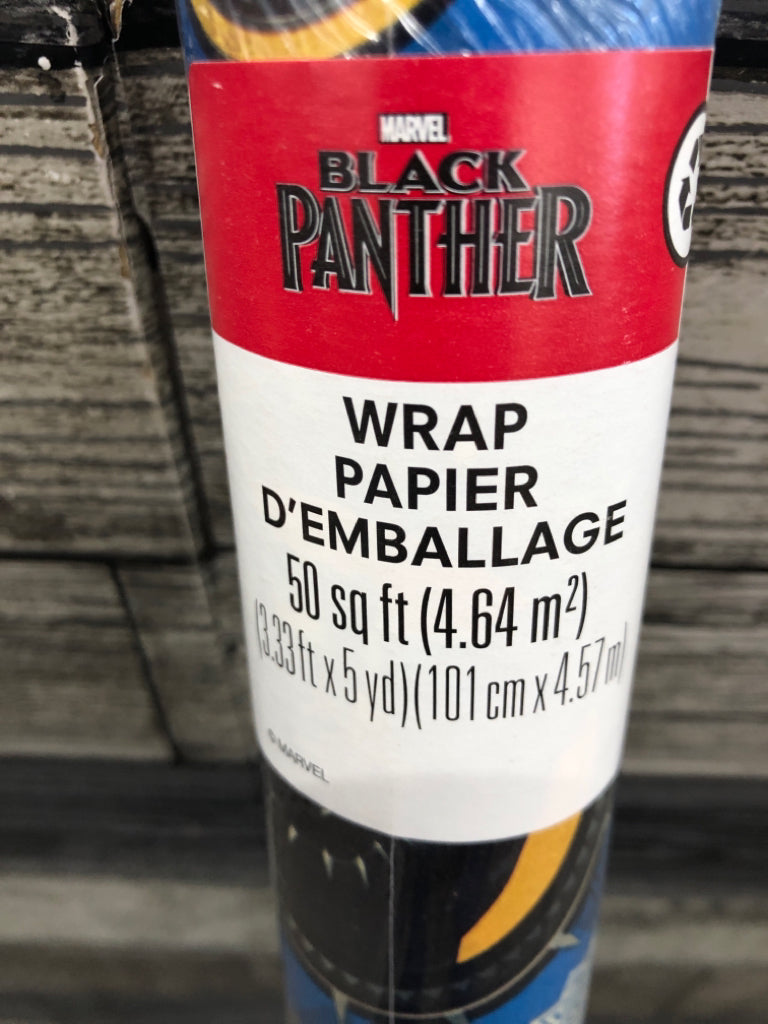 MARVEL
BLACK
PANTHER
WRAP
PAPIER
D'EMBALLAGE
50 sq ft (4.64 m²)
(3.33 ft x 5 yd) (101 cm x 4.57 m)
© MARVEL